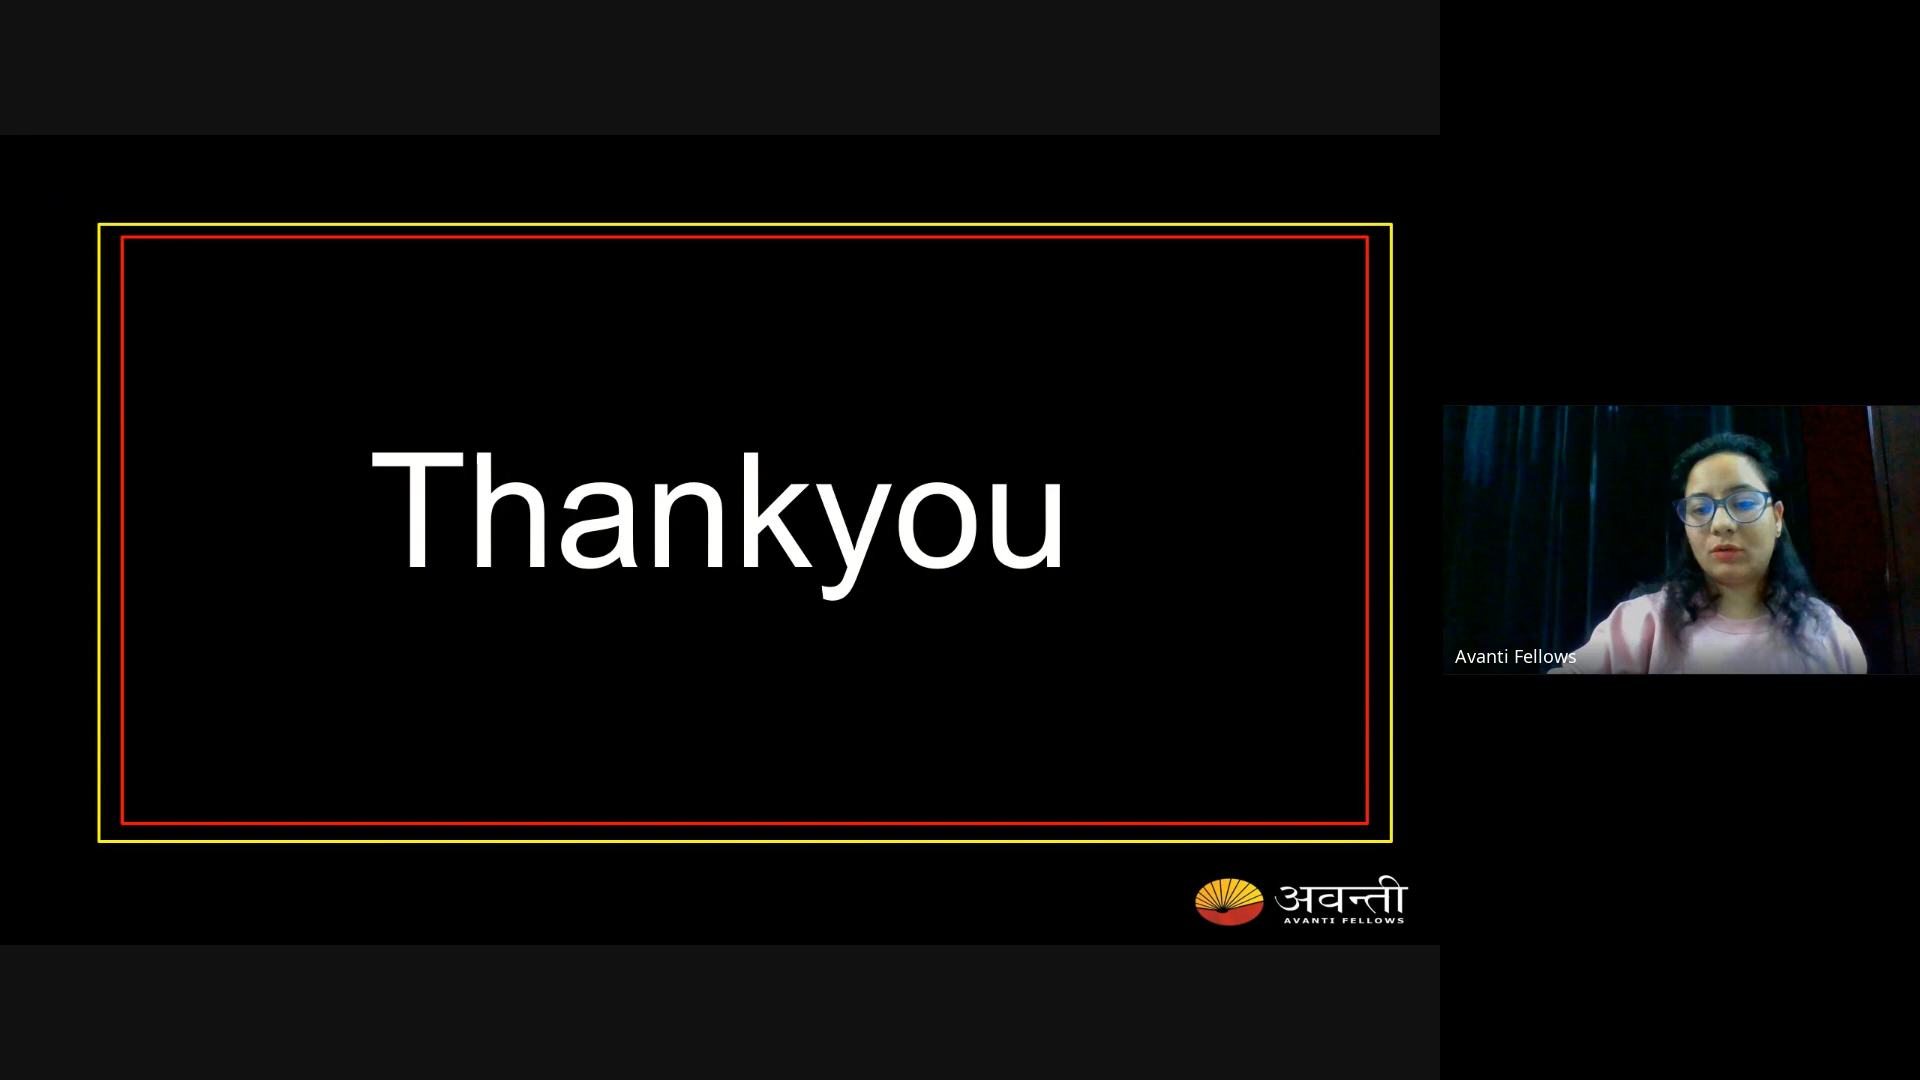 Thankyou
Avanti Fellows
अवन्ती
AVANTI FELLOWS